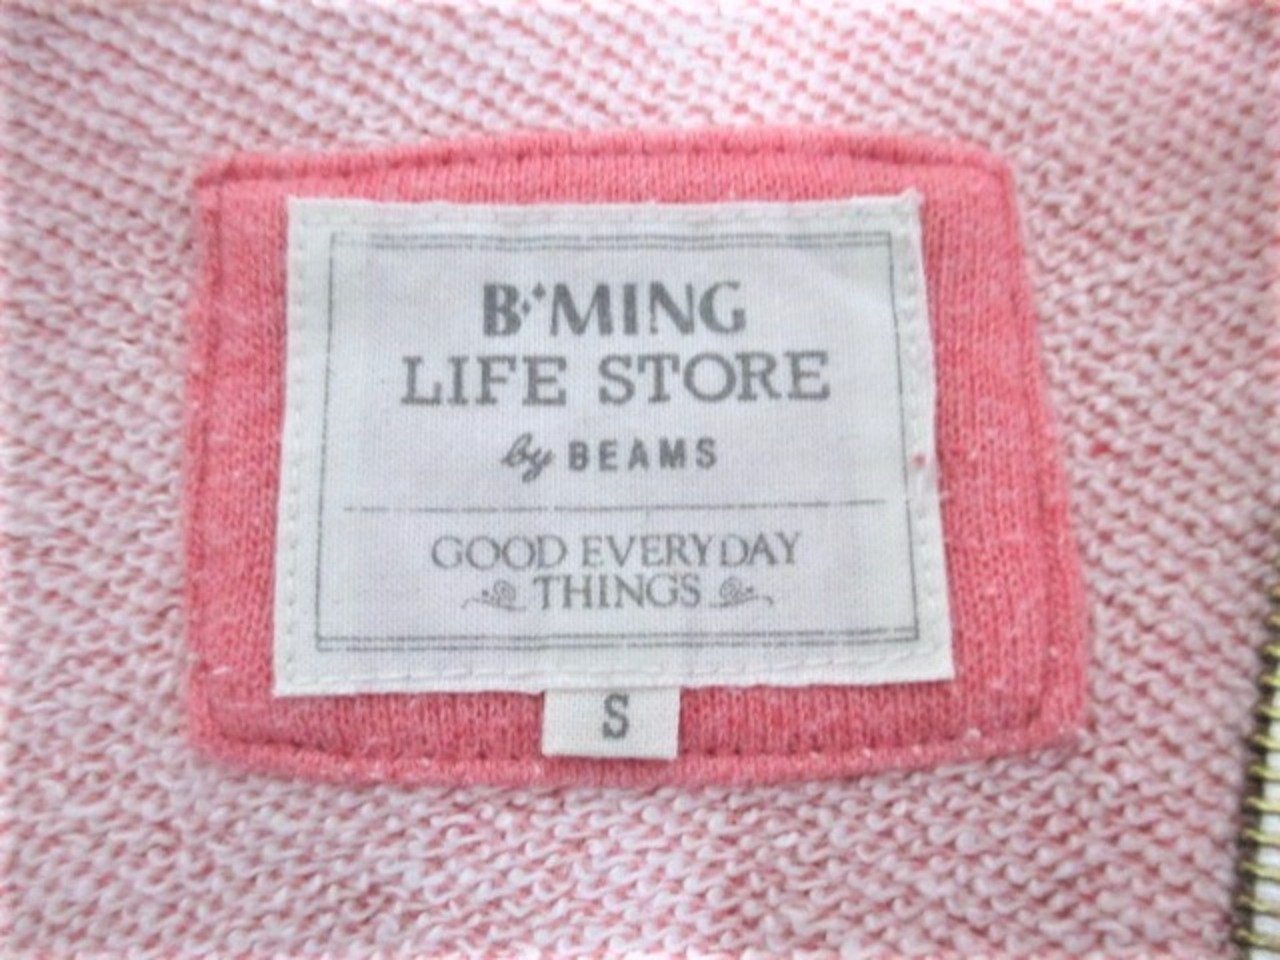 B✦MING
LIFE STORE
by BEAMS
GOOD EVERYDAY
THINGS
S